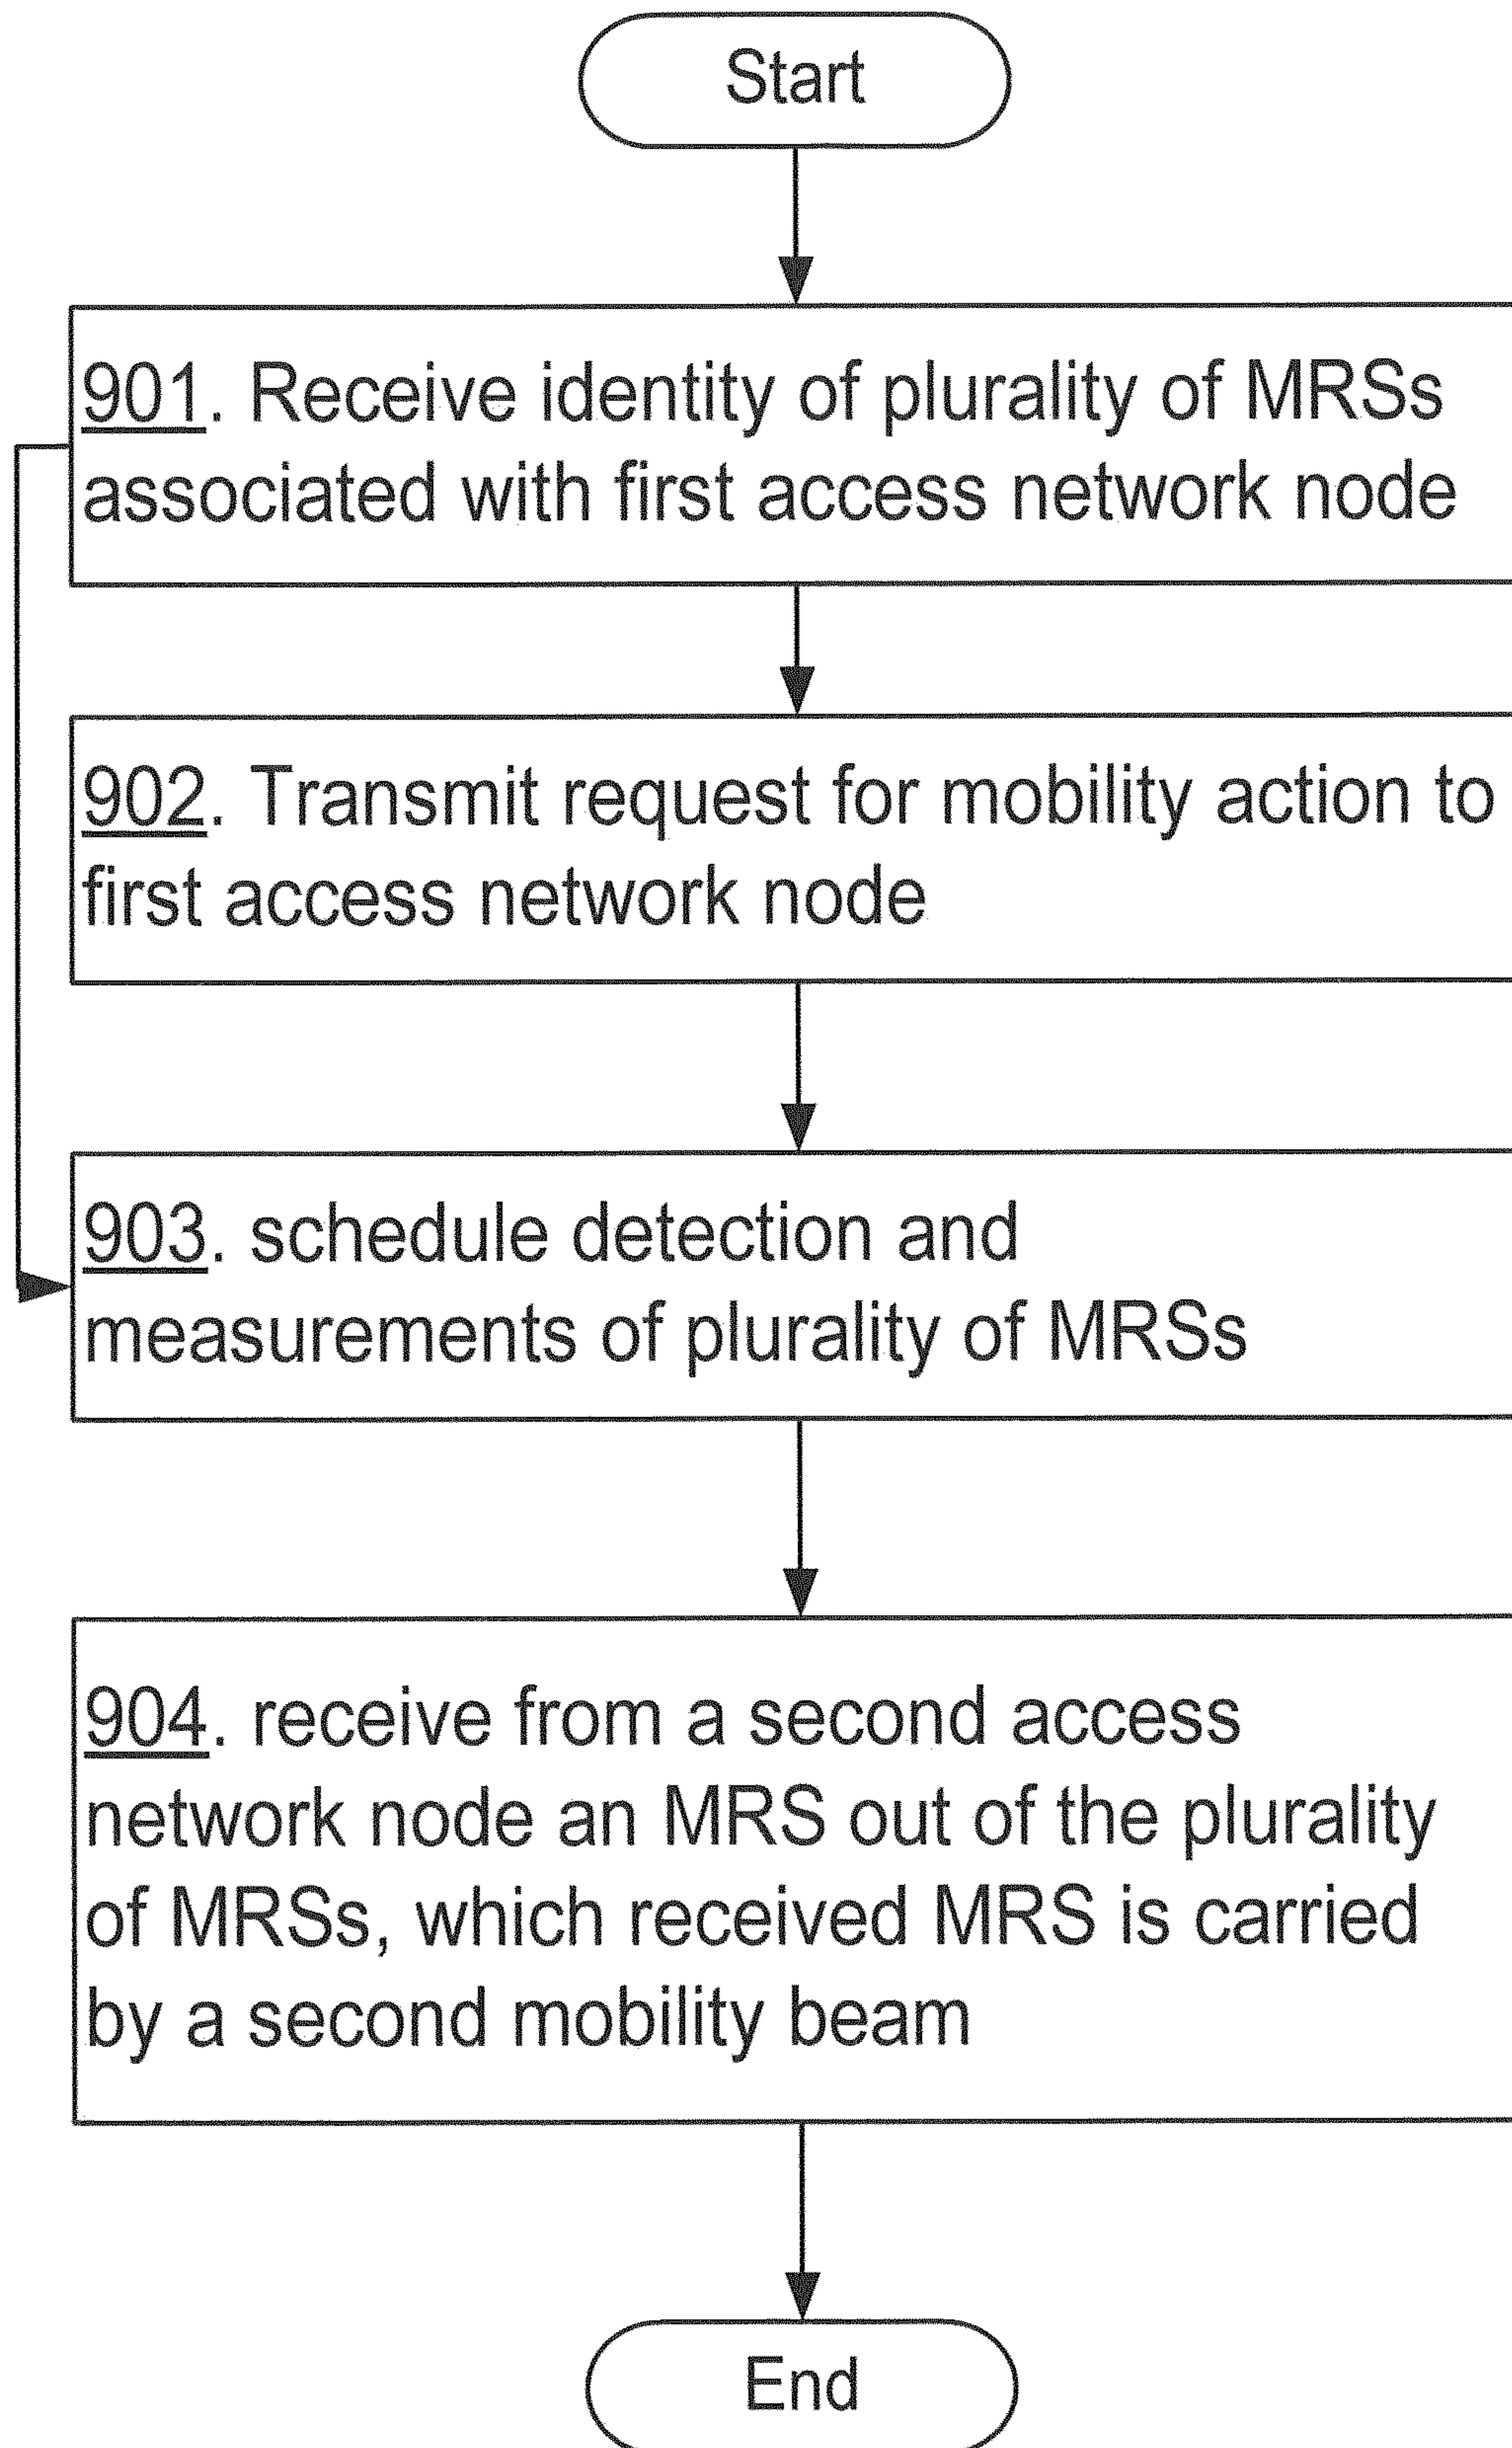 Start
901. Receive identity of plurality of MRSs
associated with first access network node
902. Transmit request for mobility action to
first access network node
903. schedule detection and
measurements of plurality of MRSs
904. receive from a second access
network node an MRS out of the plurality
of MRSs, which received MRS is carried
by a second mobility beam
End